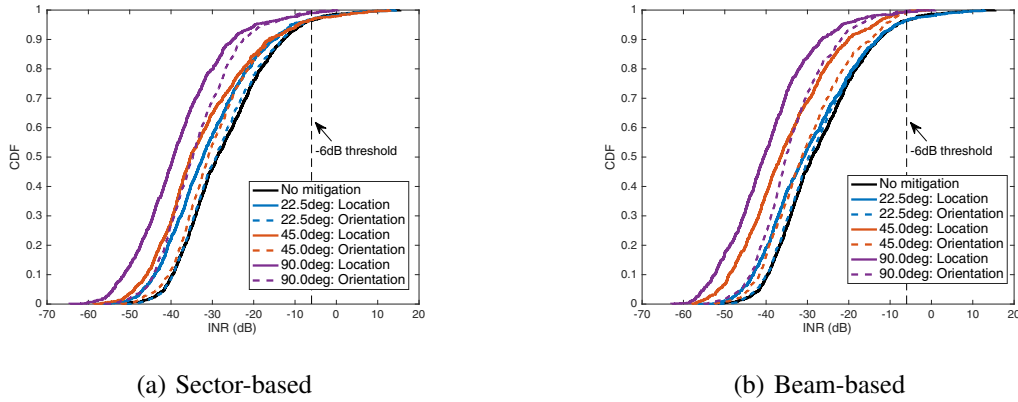 1
0.9
0.8
0.7
0.6
0.5
0.4
0.3
0.2
0.1
0
CDF
-70
-60
-50
-40
-30
-20
-10
0
10
20
INR (dB)
-6dB threshold
No mitigation
22.5deg: Location
22.5deg: Orientation
45.0deg: Location
45.0deg: Orientation
90.0deg: Location
90.0deg: Orientation
(a) Sector-based
1
0.9
0.8
0.7
0.6
0.5
0.4
0.3
0.2
0.1
0
CDF
-70
-60
-50
-40
-30
-20
-10
0
10
20
INR (dB)
-6dB threshold
No mitigation
22.5deg: Location
22.5deg: Orientation
45.0deg: Location
45.0deg: Orientation
90.0deg: Location
90.0deg: Orientation
(b) Beam-based